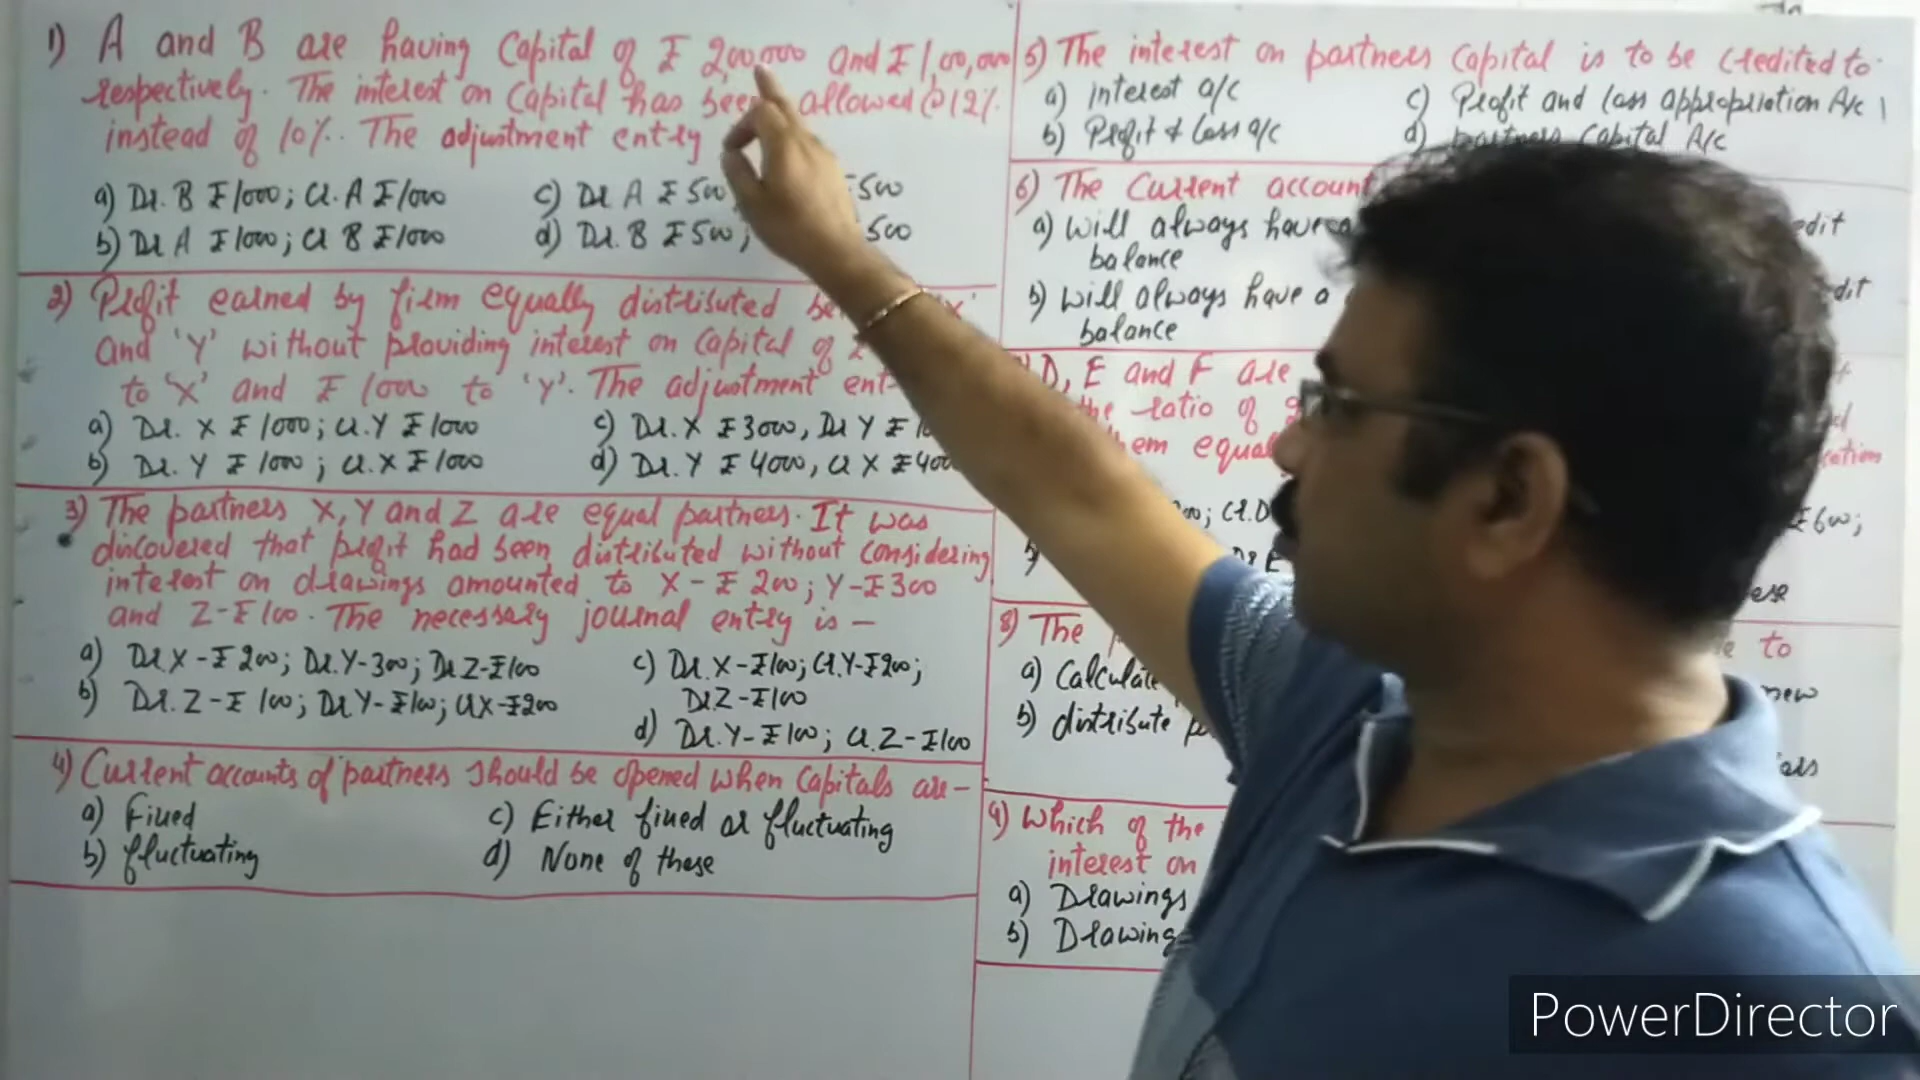 1) A and B are having Capital of ₹ 2,00,000 and ₹ 1,00,000
respectively. The interest on Capital has been allowed @ 12%
instead of 10%. The adjustment entry
a) Dr. B ₹ 1000; Cr. A ₹ 1000
b) Dr A ₹ 1000; Cr B ₹ 1000
c) Dr A ₹ 500
d) Dr. B ₹ 500; 500
2) Profit earned by firm equally distributed
and 'Y' without providing interest on Capital of
to 'X' and ₹ 1000 to 'Y'. The adjustment
a) Dr. X ₹ 1000; Cr. Y ₹ 1000
b) Dr. Y ₹ 1000; Cr. X ₹ 1000
c) Dr. X ₹ 3000, Dr Y ₹
d) Dr. Y ₹ 4000, Cr X ₹ 400
3) The partners X, Y and Z are equal partners. It was
discovered that profit had been distributed without considering
interest on drawings amounted to X - ₹ 200; Y - ₹ 300
and Z - ₹ 100. The necessary journal entry is -
a) Dr. X - ₹ 200; Dr. Y - 300; Dr Z - ₹ 100
b) Dr. Z - ₹ 100; Dr Y - ₹ 100; Cr X - ₹ 200
c) Dr. X - ₹ 100; Cr. Y - ₹ 200;
Dr Z - ₹ 100
d) Dr. Y - ₹ 100; Cr. Z - ₹ 100
4) Current accounts of partners should be opened when Capitals are -
a) Fixed
b) fluctuating
c) Either fixed or fluctuating
d) None of these
5) The interest on partners Capital is to be credited to
a) interest a/c
b) Profit & Loss a/c
c) Profit and loss appropriation A/c
d) partners Capital A/c
6) The Current account
a) will always have a
balance
b) will always have a
balance
D, E and F are
the ratio of
them equal
; Cr. D
₹ 600;
8) The to
a) Calculate new
b) distribute
9) Which of the
interest on
a) Drawings
b) Drawing
PowerDirector